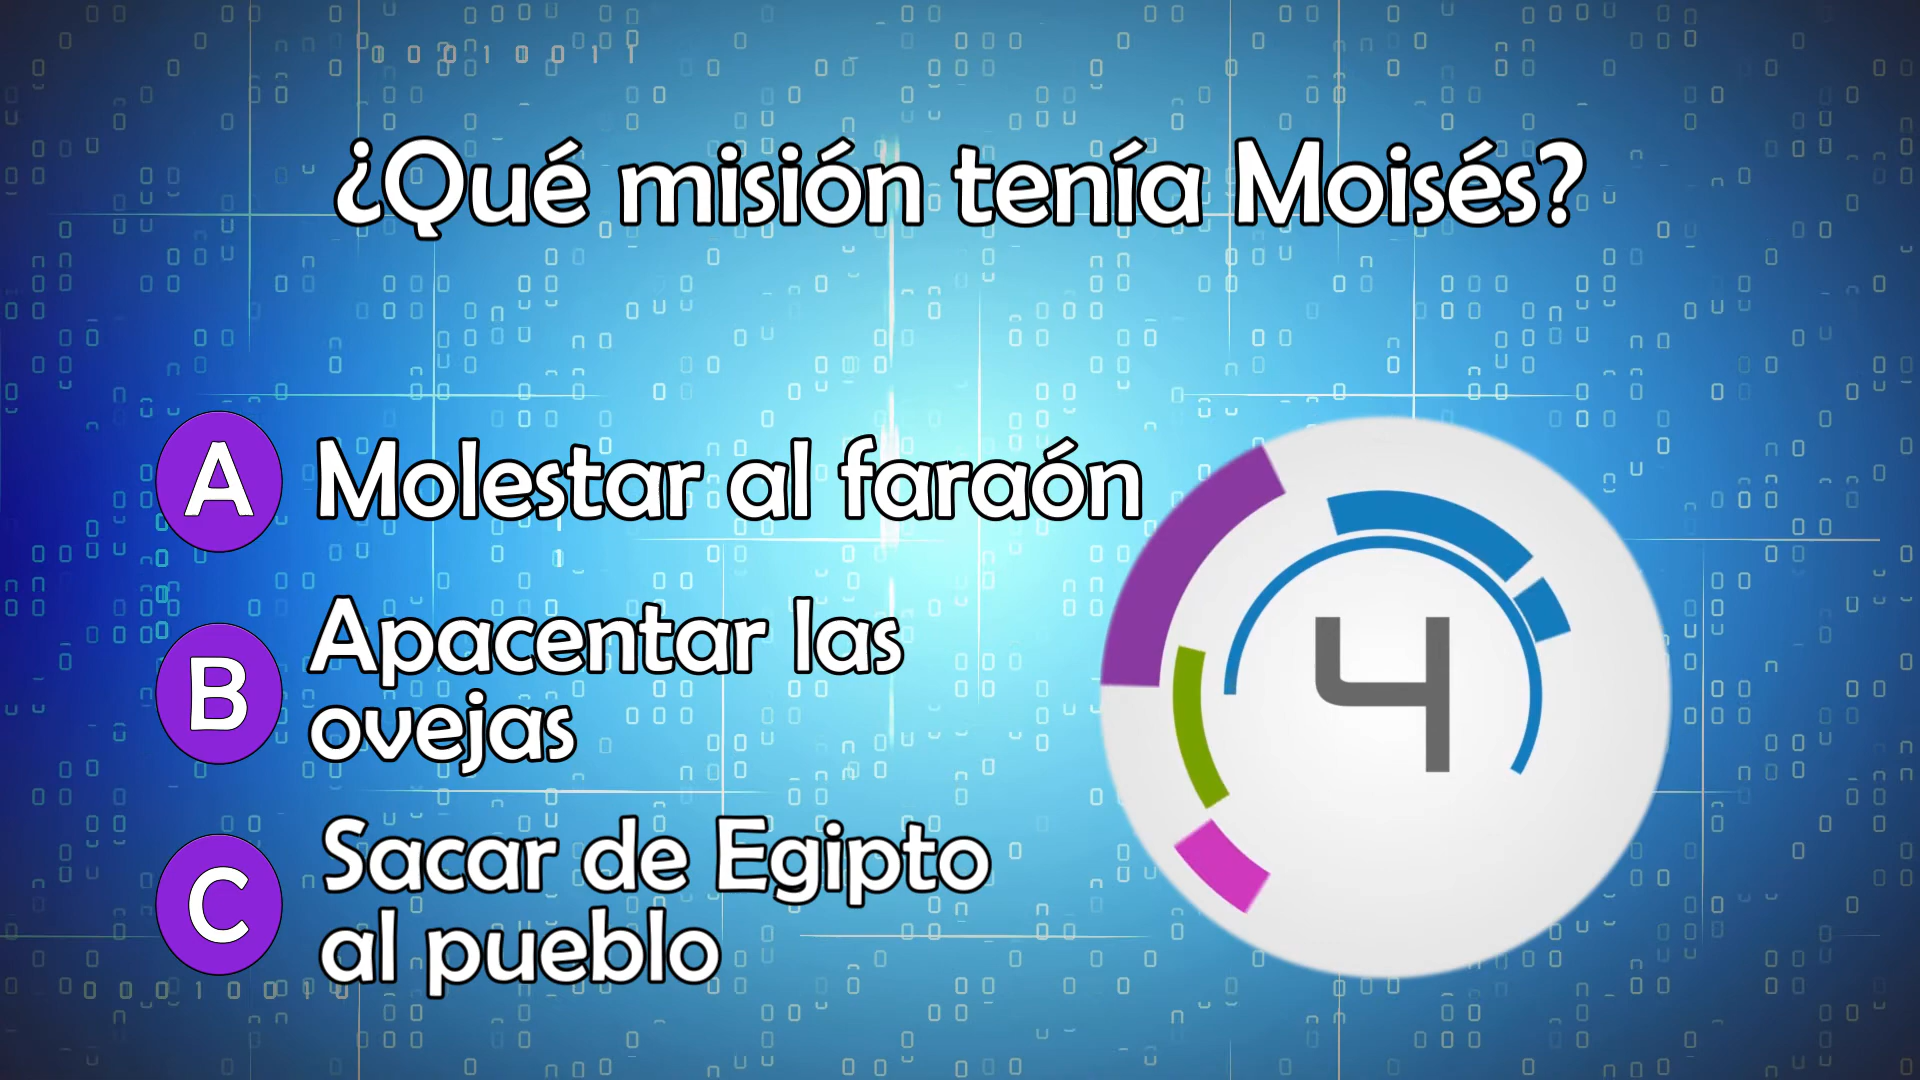 ¿Qué misión tenía Moisés?
A Molestar al faraón
B Apacentar las
ovejas
C Sacar de Egipto
al pueblo
4